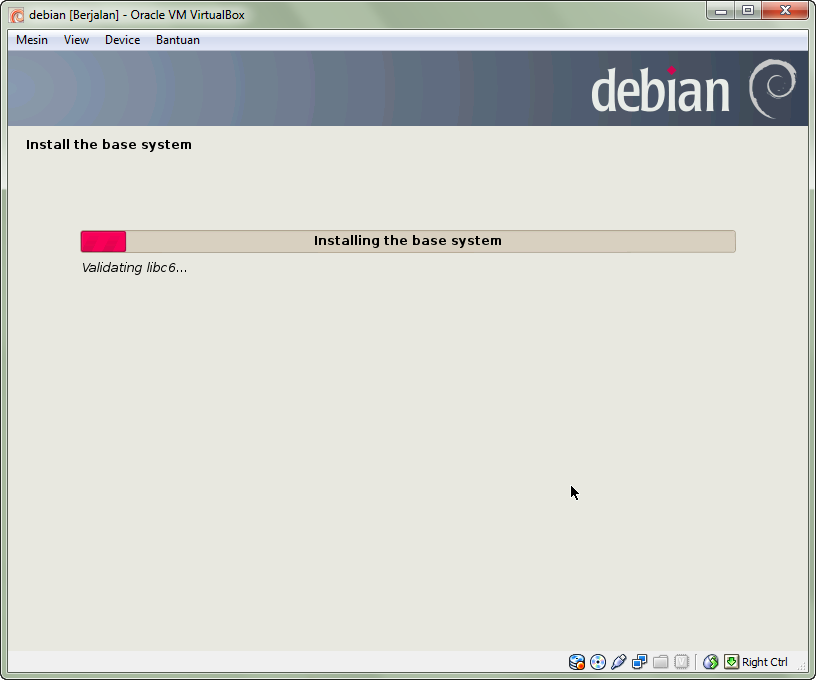 debian [Berjalan] - Oracle VM VirtualBox
Mesin View Device Bantuan
debian
Install the base system
Installing the base system
Validating libc6...
Right Ctrl